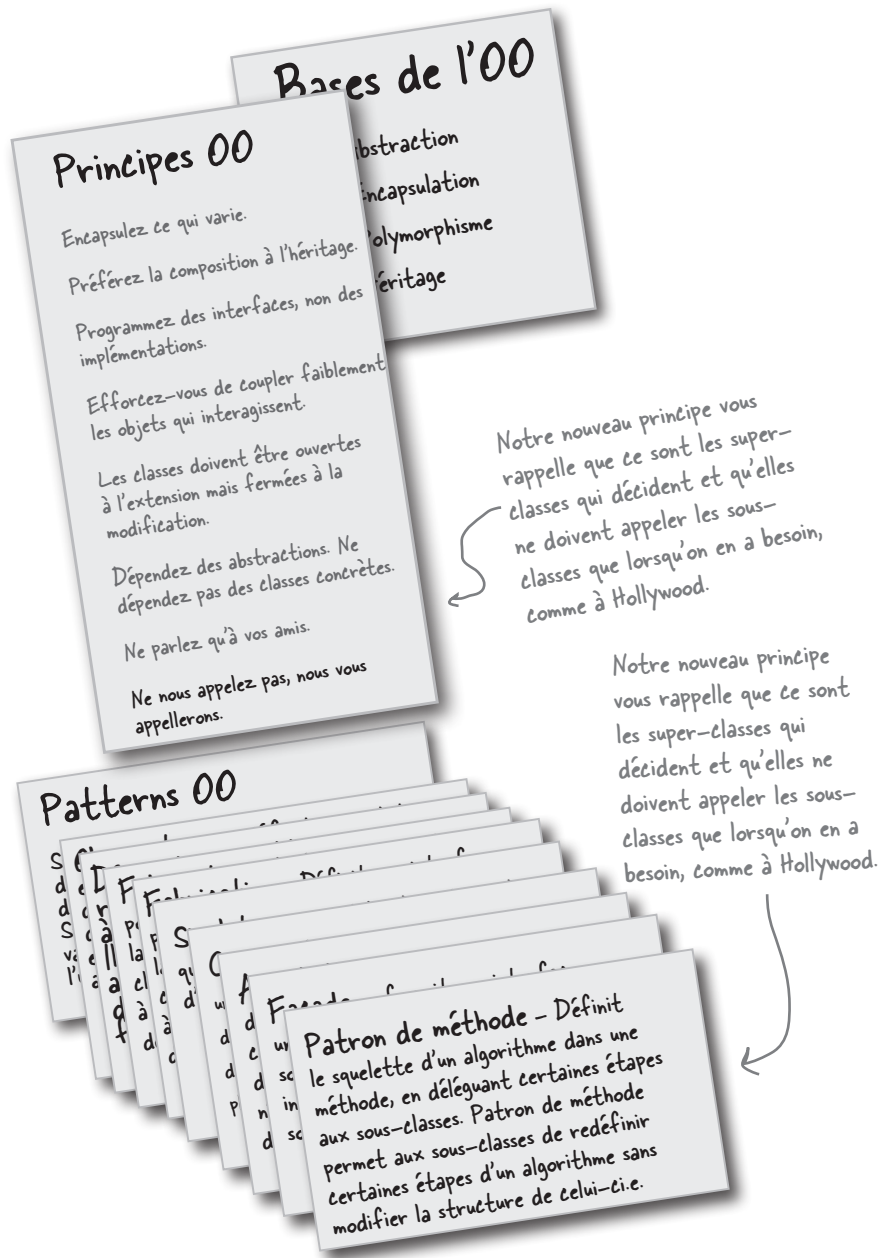 Bases de l'OO
Abstraction
Encapsulation
Polymorphisme
Héritage
Principes OO
Encapsulez ce qui varie.
Préférez la composition à l'héritage.
Programmez des interfaces, non des
implémentations.
Efforcez-vous de coupler faiblement
les objets qui interagissent.
Les classes doivent être ouvertes
à l'extension mais fermées à la
modification.
Dépendez des abstractions. Ne
dépendez pas des classes concrètes.
Ne parlez qu'à vos amis.
Ne nous appelez pas, nous vous
appellerons.
Notre nouveau principe vous
rappelle que ce sont les super-
classes qui décident et qu'elles
ne doivent appeler les sous-
classes que lorsqu'on en a besoin,
comme à Hollywood.
Notre nouveau principe
vous rappelle que ce sont
les super-classes qui
décident et qu'elles ne
doivent appeler les sous-
classes que lorsqu'on en a
besoin, comme à Hollywood.
Patterns OO
Patron de méthode - Définit
le squelette d'un algorithme dans une
méthode, en déléguant certaines étapes
aux sous-classes. Patron de méthode
permet aux sous-classes de redéfinir
certaines étapes d'un algorithme sans
modifier la structure de celui-ci.e.